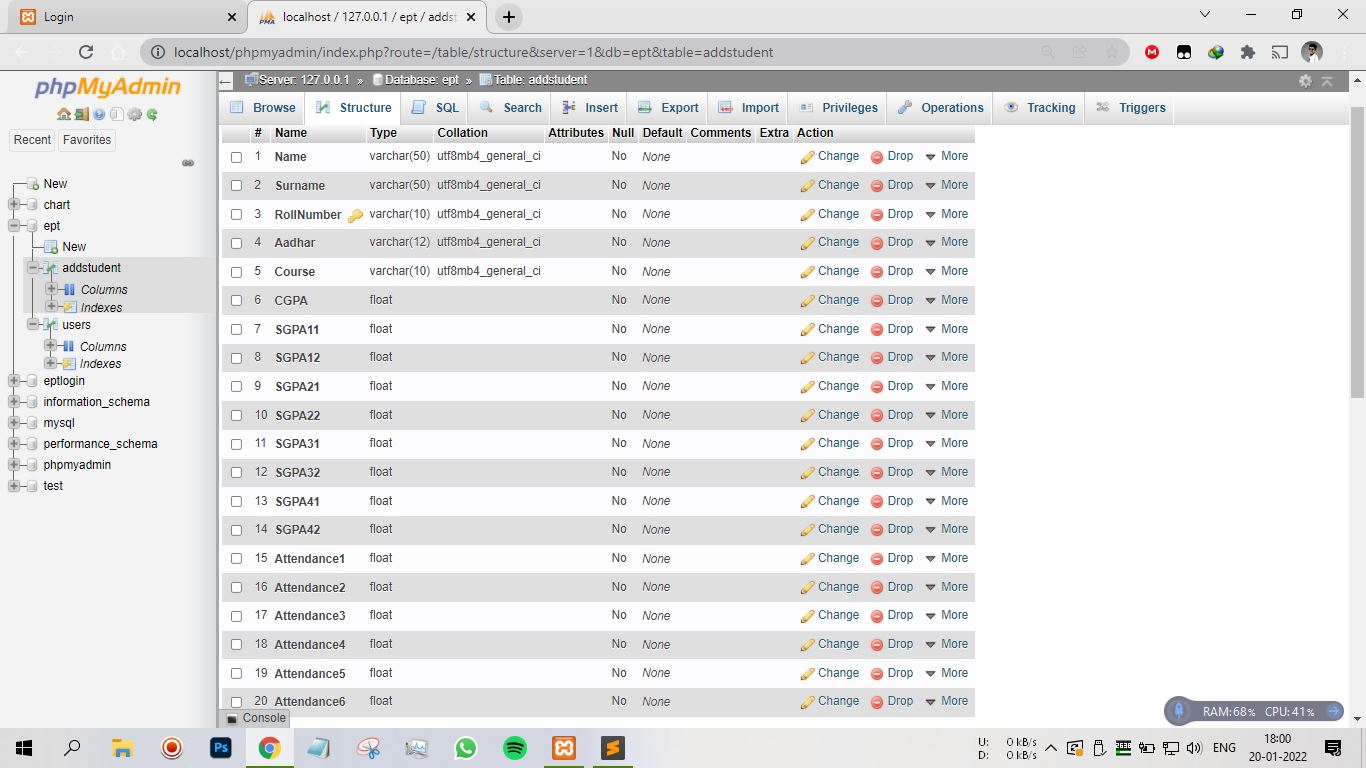 Login
localhost / 127.0.0.1 / ept / addst
localhost/phpmyadmin/index.php?route=/table/structure&server=1&db=ept&table=addstudent
phpMyAdmin
Recent Favorites
New
chart
ept
New
addstudent
Columns
Indexes
users
Columns
Indexes
eptlogin
information_schema
mysql
performance_schema
phpmyadmin
test
Server: 127.0.0.1 » Database: ept » Table: addstudent
Browse Structure SQL Search Insert Export Import Privileges Operations Tracking Triggers
# Name Type Collation Attributes Null Default Comments Extra Action
1 Name varchar(50) utf8mb4_general_ci No None Change Drop More
2 Surname varchar(50) utf8mb4_general_ci No None Change Drop More
3 RollNumber varchar(10) utf8mb4_general_ci No None Change Drop More
4 Aadhar varchar(12) utf8mb4_general_ci No None Change Drop More
5 Course varchar(10) utf8mb4_general_ci No None Change Drop More
6 CGPA float No None Change Drop More
7 SGPA11 float No None Change Drop More
8 SGPA12 float No None Change Drop More
9 SGPA21 float No None Change Drop More
10 SGPA22 float No None Change Drop More
11 SGPA31 float No None Change Drop More
12 SGPA32 float No None Change Drop More
13 SGPA41 float No None Change Drop More
14 SGPA42 float No None Change Drop More
15 Attendance1 float No None Change Drop More
16 Attendance2 float No None Change Drop More
17 Attendance3 float No None Change Drop More
18 Attendance4 float No None Change Drop More
19 Attendance5 float No None Change Drop More
20 Attendance6 float No None Change Drop More
Console
RAM: 68% CPU: 41%
Ps
U: 0 kB/s
D: 0 kB/s
ENG
18:00
20-01-2022